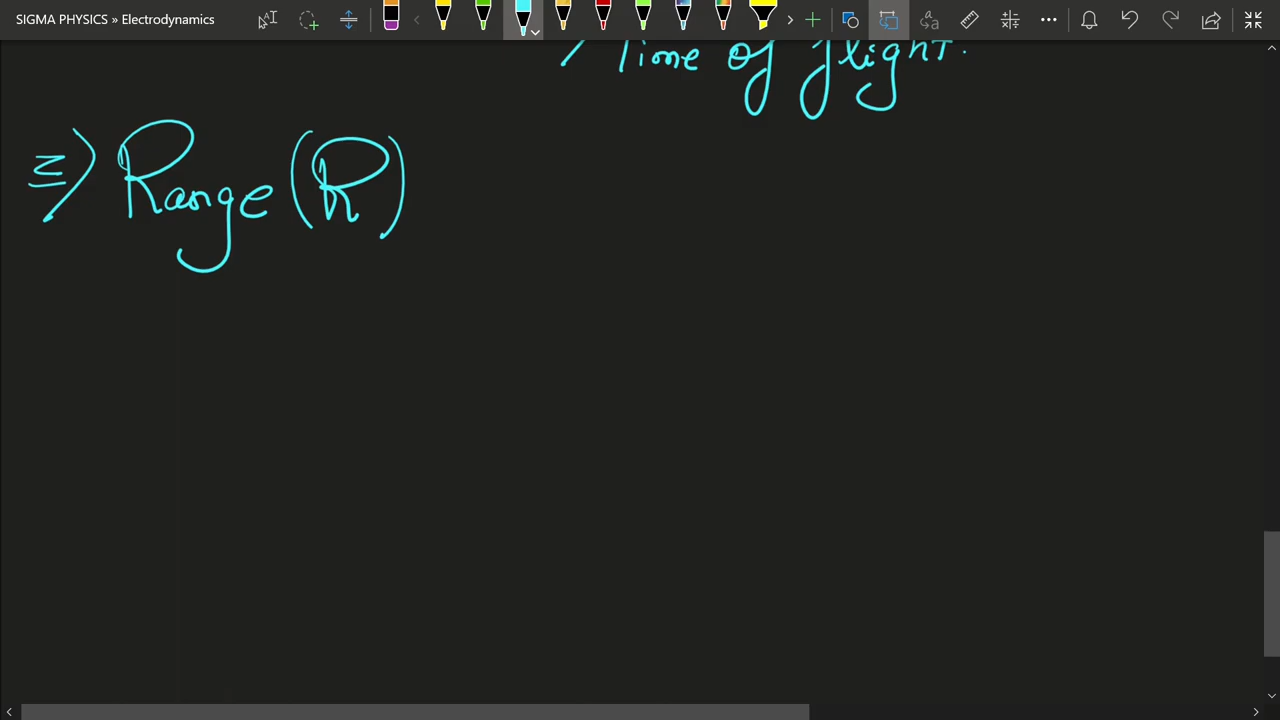 SIGMA PHYSICS » Electrodynamics
Time of flight.
⇒ Range (R)